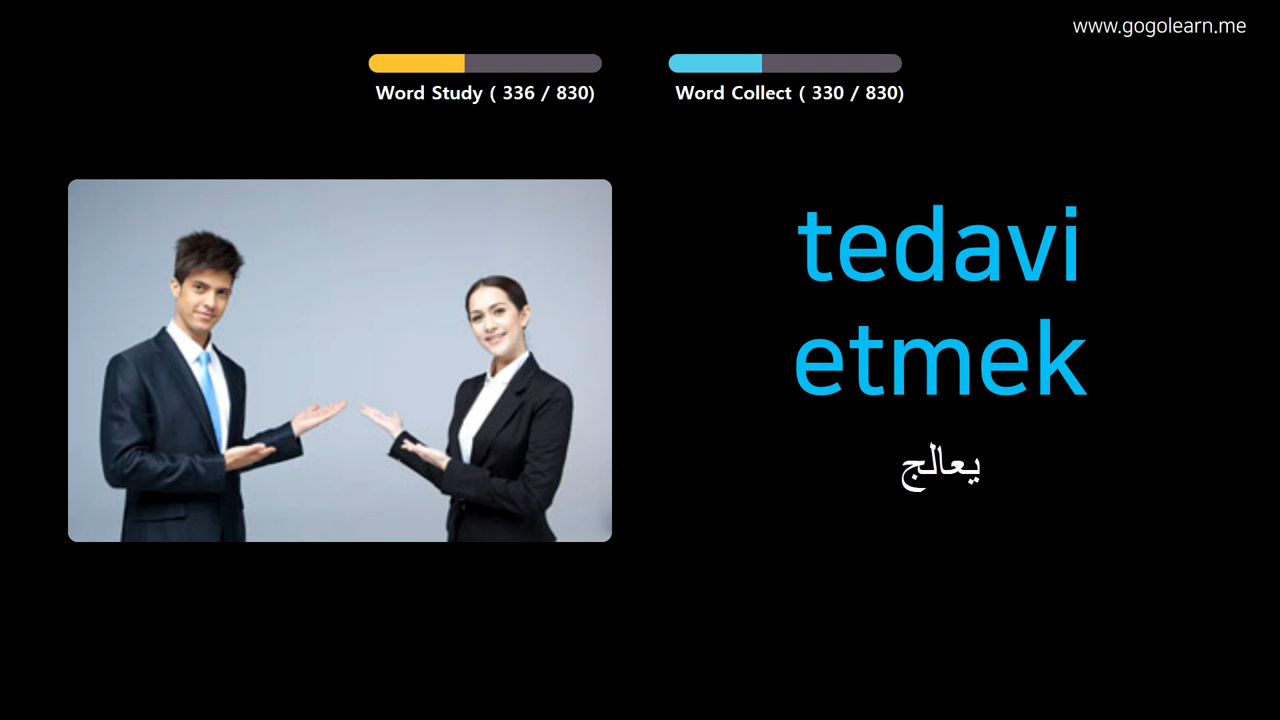 www.gogolearn.me
Word Study ( 336 / 830)
Word Collect ( 330 / 830)
tedavi
etmek
يعالج